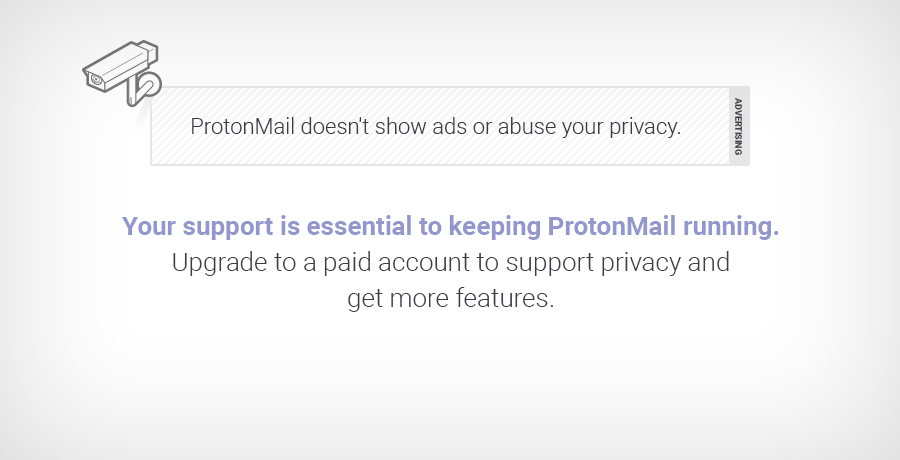 ProtonMail doesn't show ads or abuse your privacy.
ADVERTISING
Your support is essential to keeping ProtonMail running.
Upgrade to a paid account to support privacy and
get more features.